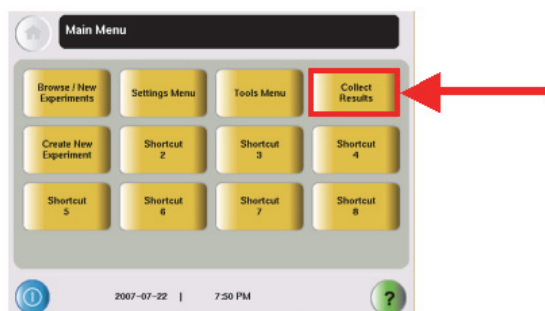 Main Menu
Browse / New
Experiments
Settings Menu
Tools Menu
Collect
Results
Create New
Experiment
Shortcut
2
Shortcut
3
Shortcut
4
Shortcut
5
Shortcut
6
Shortcut
7
Shortcut
8
2007-07-22 | 7:50 PM
?